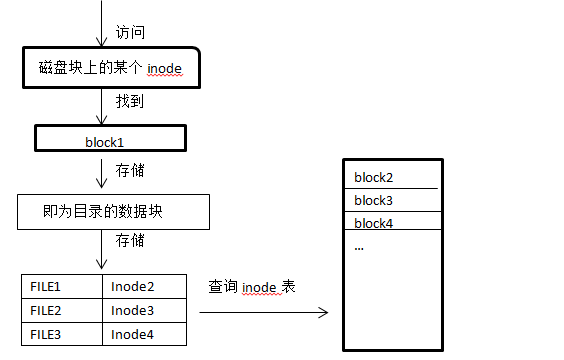 访问
磁盘块上的某个 inode
找到
block1
存储
即为目录的数据块
存储
FILE1 Inode2
FILE2 Inode3
FILE3 Inode4
查询 inode 表
block2
block3
block4
...